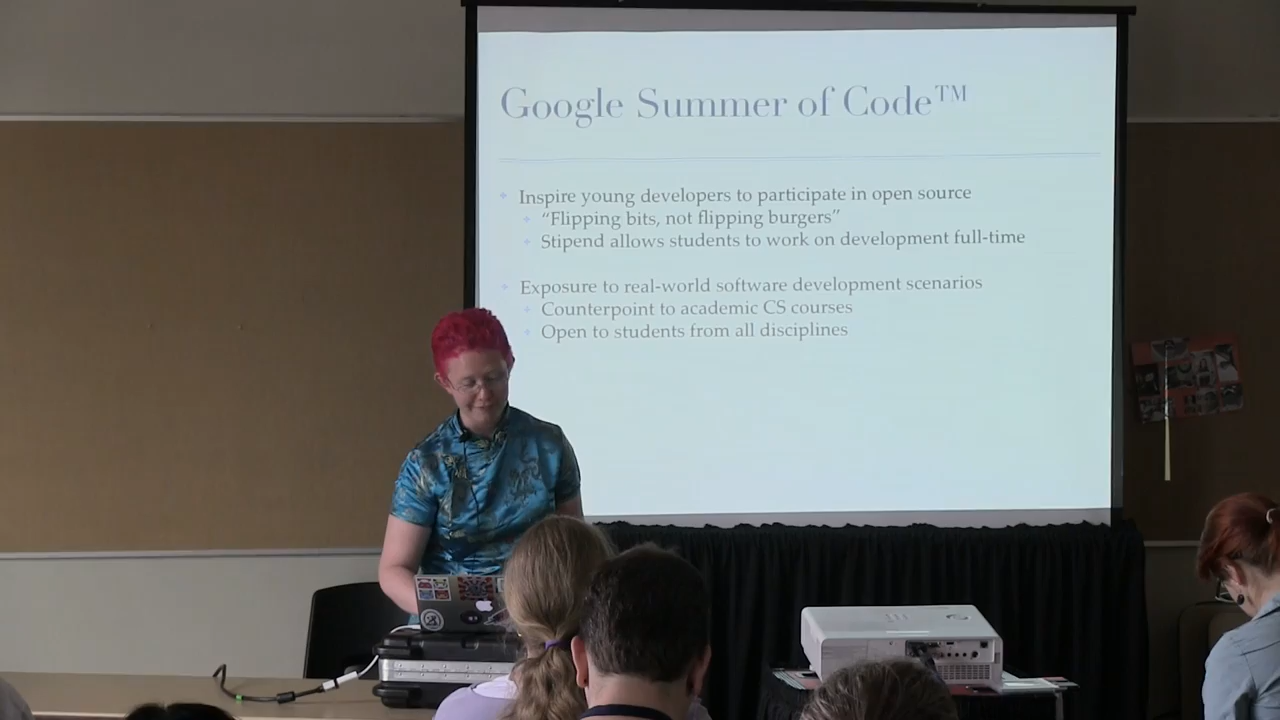 Google Summer of Code™
Inspire young developers to participate in open source
“Flipping bits, not flipping burgers”
Stipend allows students to work on development full-time
Exposure to real-world software development scenarios
Counterpoint to academic CS courses
Open to students from all disciplines